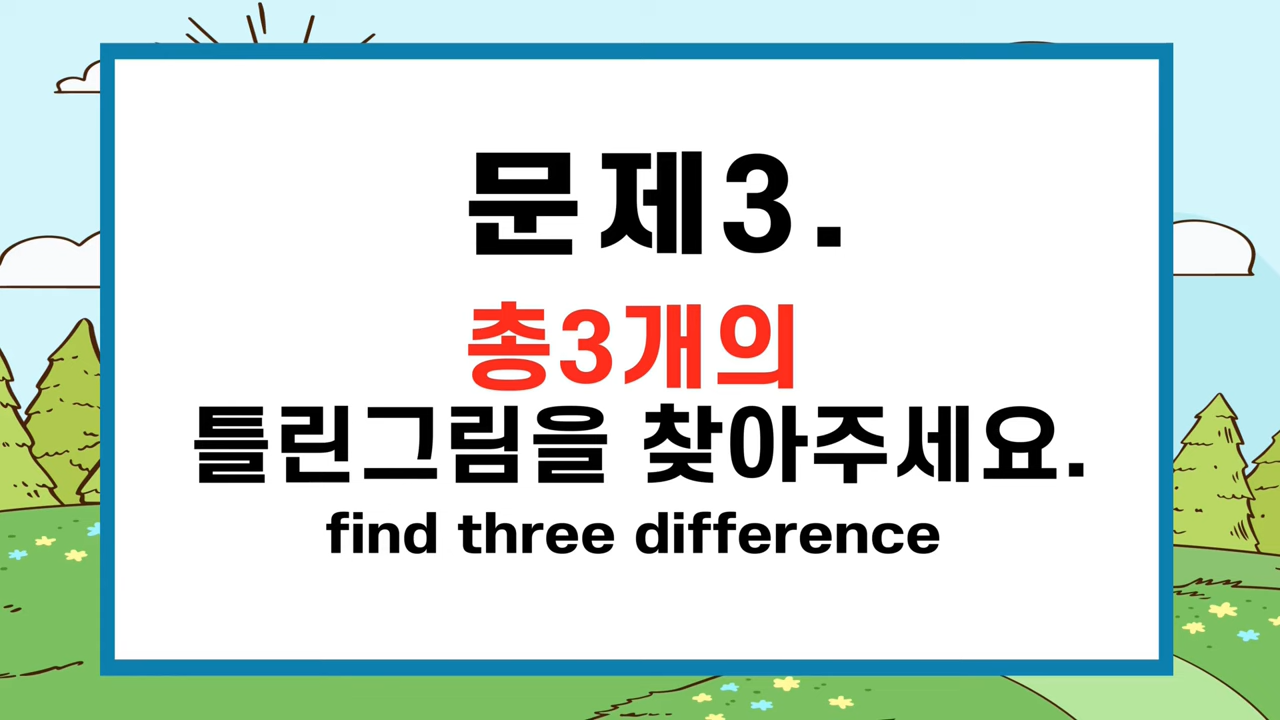 문제3.
총3개의
틀린그림을 찾아주세요.
find three difference